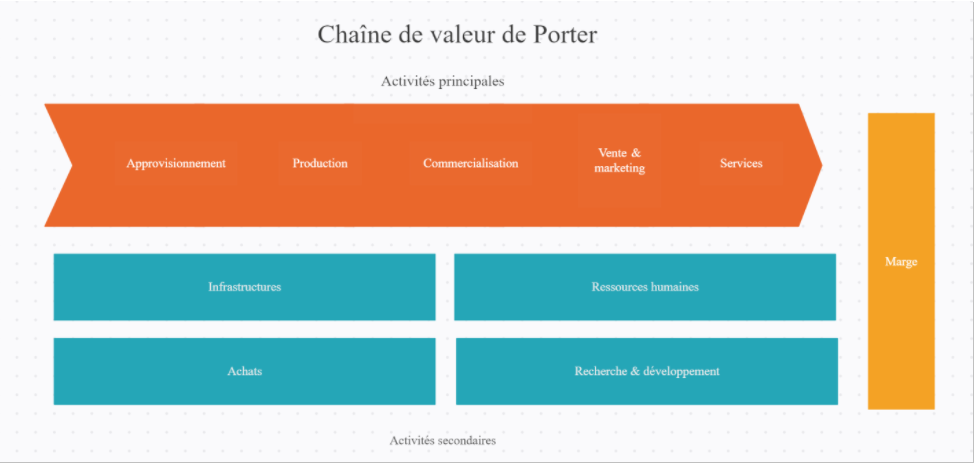 Chaîne de valeur de Porter
Activités principales
Approvisionnement
Production
Commercialisation
Vente &
marketing
Services
Marge
Infrastructures
Ressources humaines
Achats
Recherche & développement
Activités secondaires